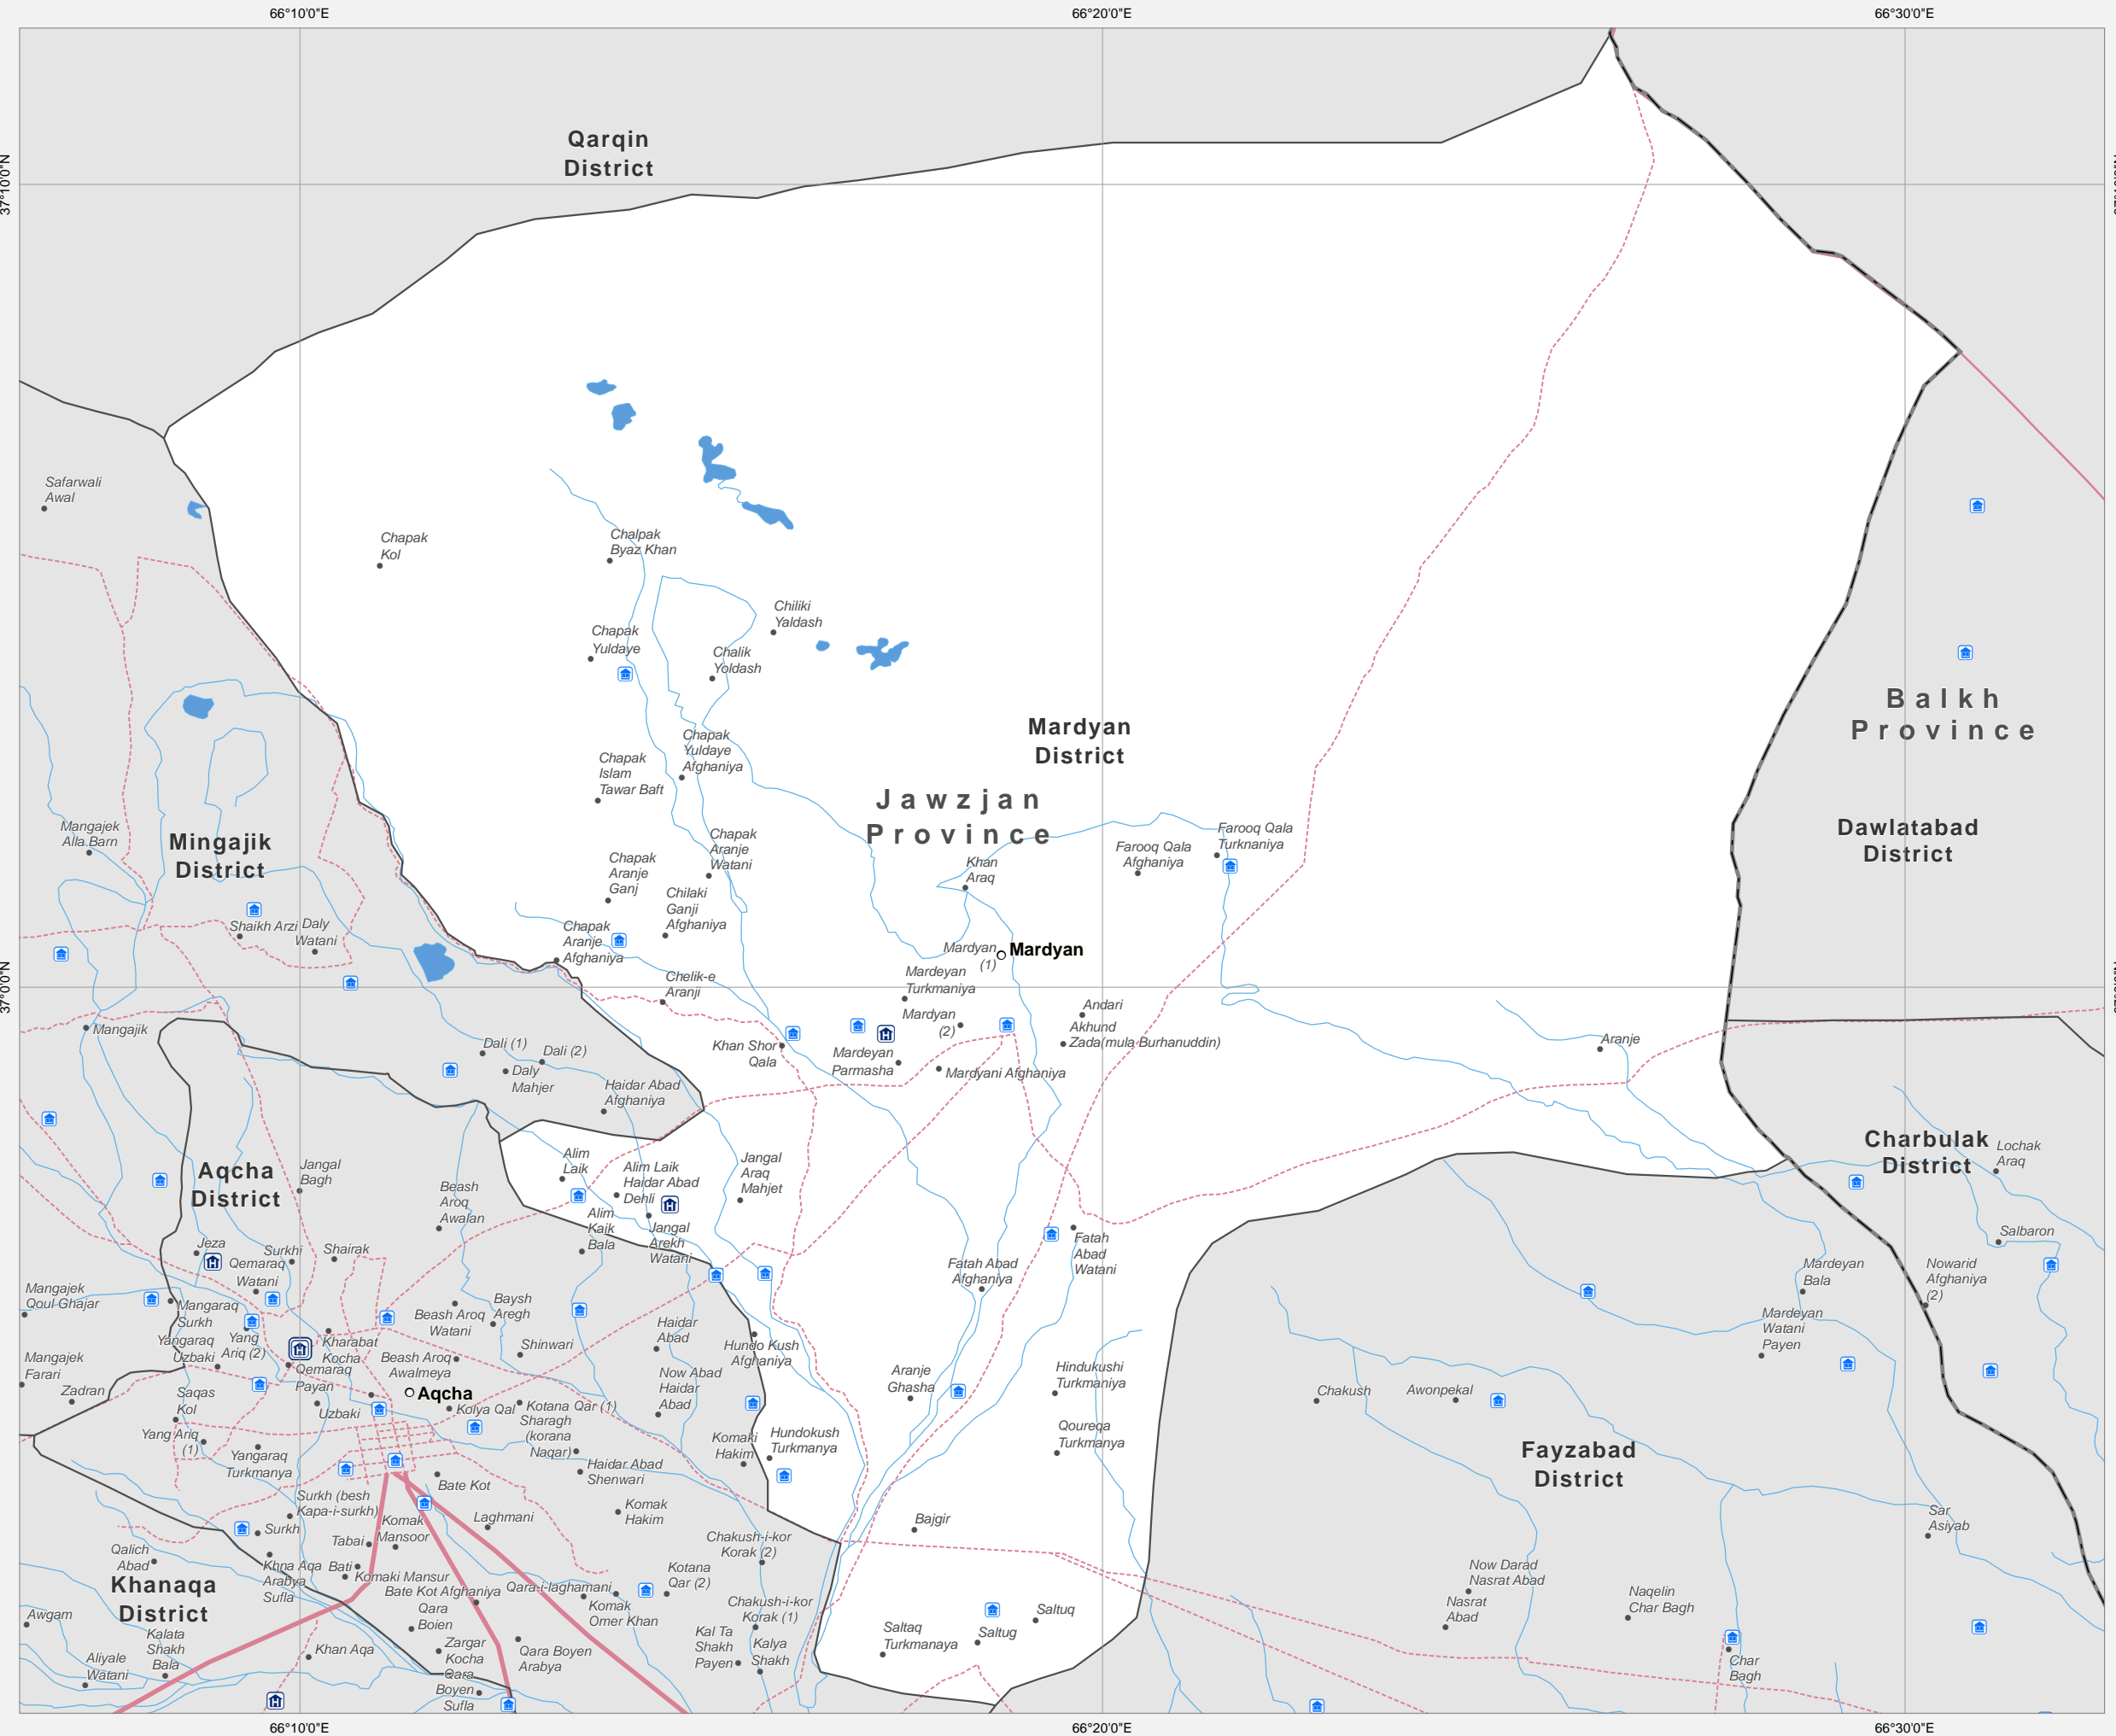 66°10'0"E
66°20'0"E
66°30'0"E
37°10'0"N
37°0'0"N
Qarqin
District
Safarwali
Awal
Chapak
Kol
Chalpak
Byaz Khan
Chiliki
Yaldash
Chapak
Yuldaye
Chalik
Yoldash
Balkh
Province
Mardyan
District
Chapak
Yuldaye
Afghaniya
Chapak
Islam
Tawar Baft
Jawzjan
Province
Mangajek
Alla Barn
Mingajik
District
Dawlatabad
District
Chapak
Aranje
Watani
Farooq Qala
Turknaniya
Farooq Qala
Afghaniya
Khan
Araq
Chapak
Aranje
Ganj
Chilaki
Ganji
Afghaniya
Shaikh Arzi
Daly
Watani
Chapak
Aranje
Afghaniya
Mardyan
(1)
Mardyan
Chelik-e
Aranji
Mardeyan
Turkmaniya
Mardyan
(2)
Andari
Akhund
Zada(mula Burhanuddin)
Mangajik
Dali (1)
Dali (2)
Daly
Mahjer
Khan Shor
Qala
Mardeyan
Parmasha
Mardyani Afghaniya
Aranje
Haidar Abad
Afghaniya
Charbulak
District
Lochak
Araq
Aqcha
District
Jangal
Bagh
Alim
Laik
Alim Laik
Haidar Abad
Dehli
Jangal
Araq
Mahjet
Beash
Aroq
Awalan
Alim
Kaik
Bala
Jangal
Arekh
Watani
Fatah
Abad
Watani
Salbaron
Jeza
Qemaraq
Watani
Surkhi
Shairak
Fatah Abad
Afghaniya
Mardeyan
Bala
Nowarid
Afghaniya
(2)
Mangajek
Qoul Ghajar
Mangaraq
Surkh
Yangaraq
Uzbaki
Yang
Ariq (2)
Kharabat
Kocha
Beash Aroq
Watani
Baysh
Aregh
Shinwari
Haidar
Abad
Hundo Kush
Afghaniya
Mardeyan
Watani
Payen
Mangajek
Farari
Zadran
Qemaraq
Payan
Beash Aroq
Awalmeya
Aqcha
Now Abad
Haidar
Abad
Aranje
Ghasha
Hindukushi
Turkmaniya
Chakush
Awonpekal
Saqas
Kol
Uzbaki
Kolya Qal
Kotana Qar (1)
Sharagh
(korana
Naqar)
Yang Ariq
(1)
Yangaraq
Turkmanya
Haidar Abad
Shenwari
Komaki
Hakim
Hundokush
Turkmanya
Qoureqa
Turkmanya
Fayzabad
District
Bate Kot
Surkh (besh
Kapa-i-surkh)
Surkh
Komak
Mansoor
Tabai
Laghmani
Komak
Hakim
Bajgir
Sar
Asiyab
Qalich
Abad
Khanaqa
District
Khna Aqa
Arabya
Sufla
Bati
Komaki Mansur
Bate Kot Afghaniya
Qara-i-laghamani
Komak
Omer Khan
Kotana
Qar (2)
Chakush-i-kor
Korak (2)
Now Darad
Nasrat Abad
Nasrat
Abad
Naqelin
Char Bagh
Awgam
Kalata
Shakh
Bala
Qara
Boien
Chakush-i-kor
Korak (1)
Saltuq
Saltug
Saltaq
Turkmanaya
Aliyale
Watani
Khan Aqa
Zargar
Kocha
Qara
Boyen
Sufla
Qara Boyen
Arabya
Kal Ta
Shakh
Payen
Kalya
Shakh
Char
Bagh
66°10'0"E
66°20'0"E
66°30'0"E